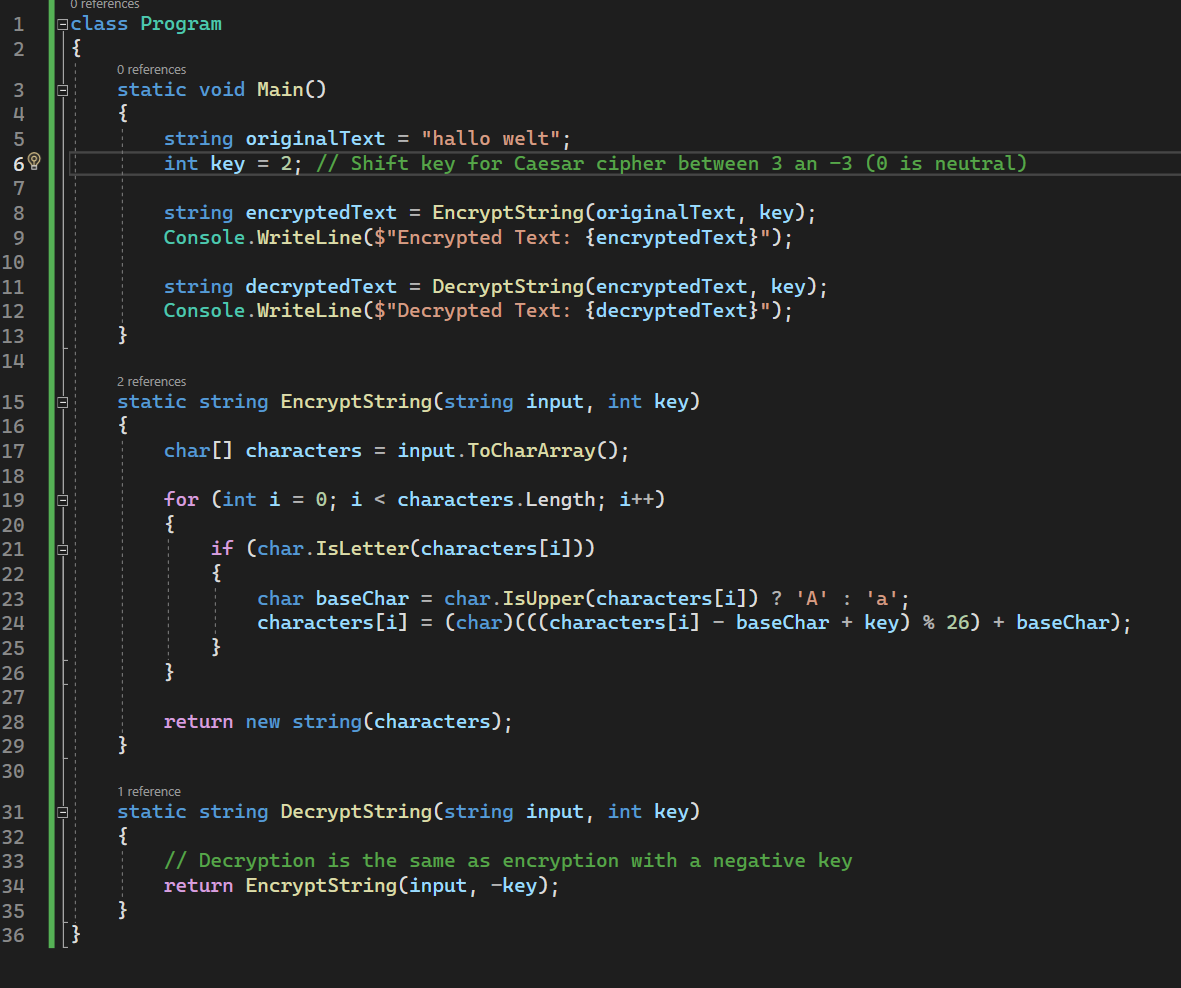 0 references
1 class Program
2 {
0 references
3 static void Main()
4 {
5 string originalText = "hallo welt";
6 int key = 2; // Shift key for Caesar cipher between 3 an -3 (0 is neutral)
7
8 string encryptedText = EncryptString(originalText, key);
9 Console.WriteLine($"Encrypted Text: {encryptedText}");
10
11 string decryptedText = DecryptString(encryptedText, key);
12 Console.WriteLine($"Decrypted Text: {decryptedText}");
13 }
14
2 references
15 static string EncryptString(string input, int key)
16 {
17 char[] characters = input.ToCharArray();
18
19 for (int i = 0; i < characters.Length; i++)
20 {
21 if (char.IsLetter(characters[i]))
22 {
23 char baseChar = char.IsUpper(characters[i]) ? 'A' : 'a';
24 characters[i] = (char)(((characters[i] - baseChar + key) % 26) + baseChar);
25 }
26 }
27
28 return new string(characters);
29 }
30
1 reference
31 static string DecryptString(string input, int key)
32 {
33 // Decryption is the same as encryption with a negative key
34 return EncryptString(input, -key);
35 }
36 }